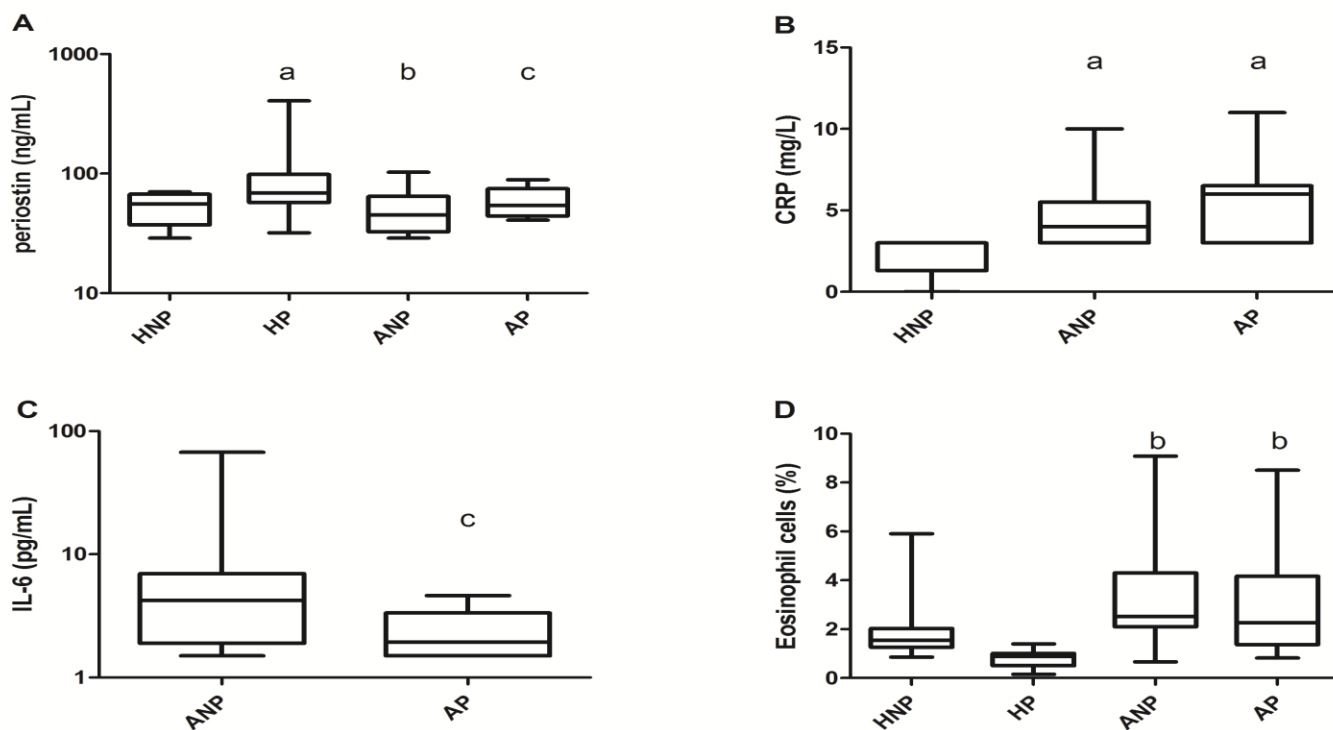 A
periostin (ng/mL)
1000
100
10
a
b
c
HNP
HP
ANP
AP
B
CRP (mg/L)
15
10
5
0
a
a
HNP
ANP
AP
C
IL-6 (pg/mL)
100
10
1
c
ANP
AP
D
Eosinophil cells (%)
10
8
6
4
2
0
b
b
HNP
HP
ANP
AP